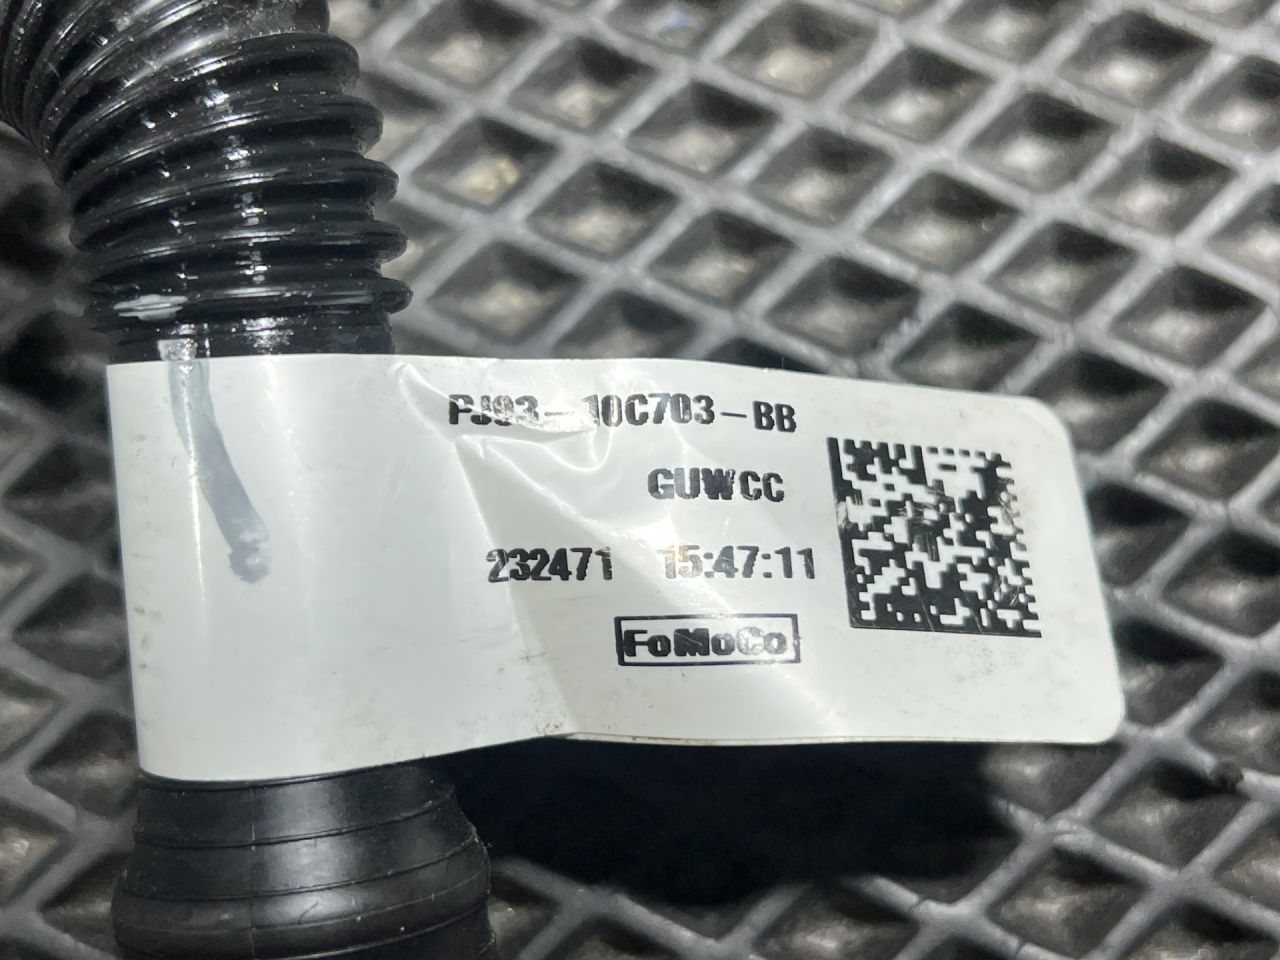 PJ93-10C703-BB
GUWCC
232471 15:47:11
FoMoCo